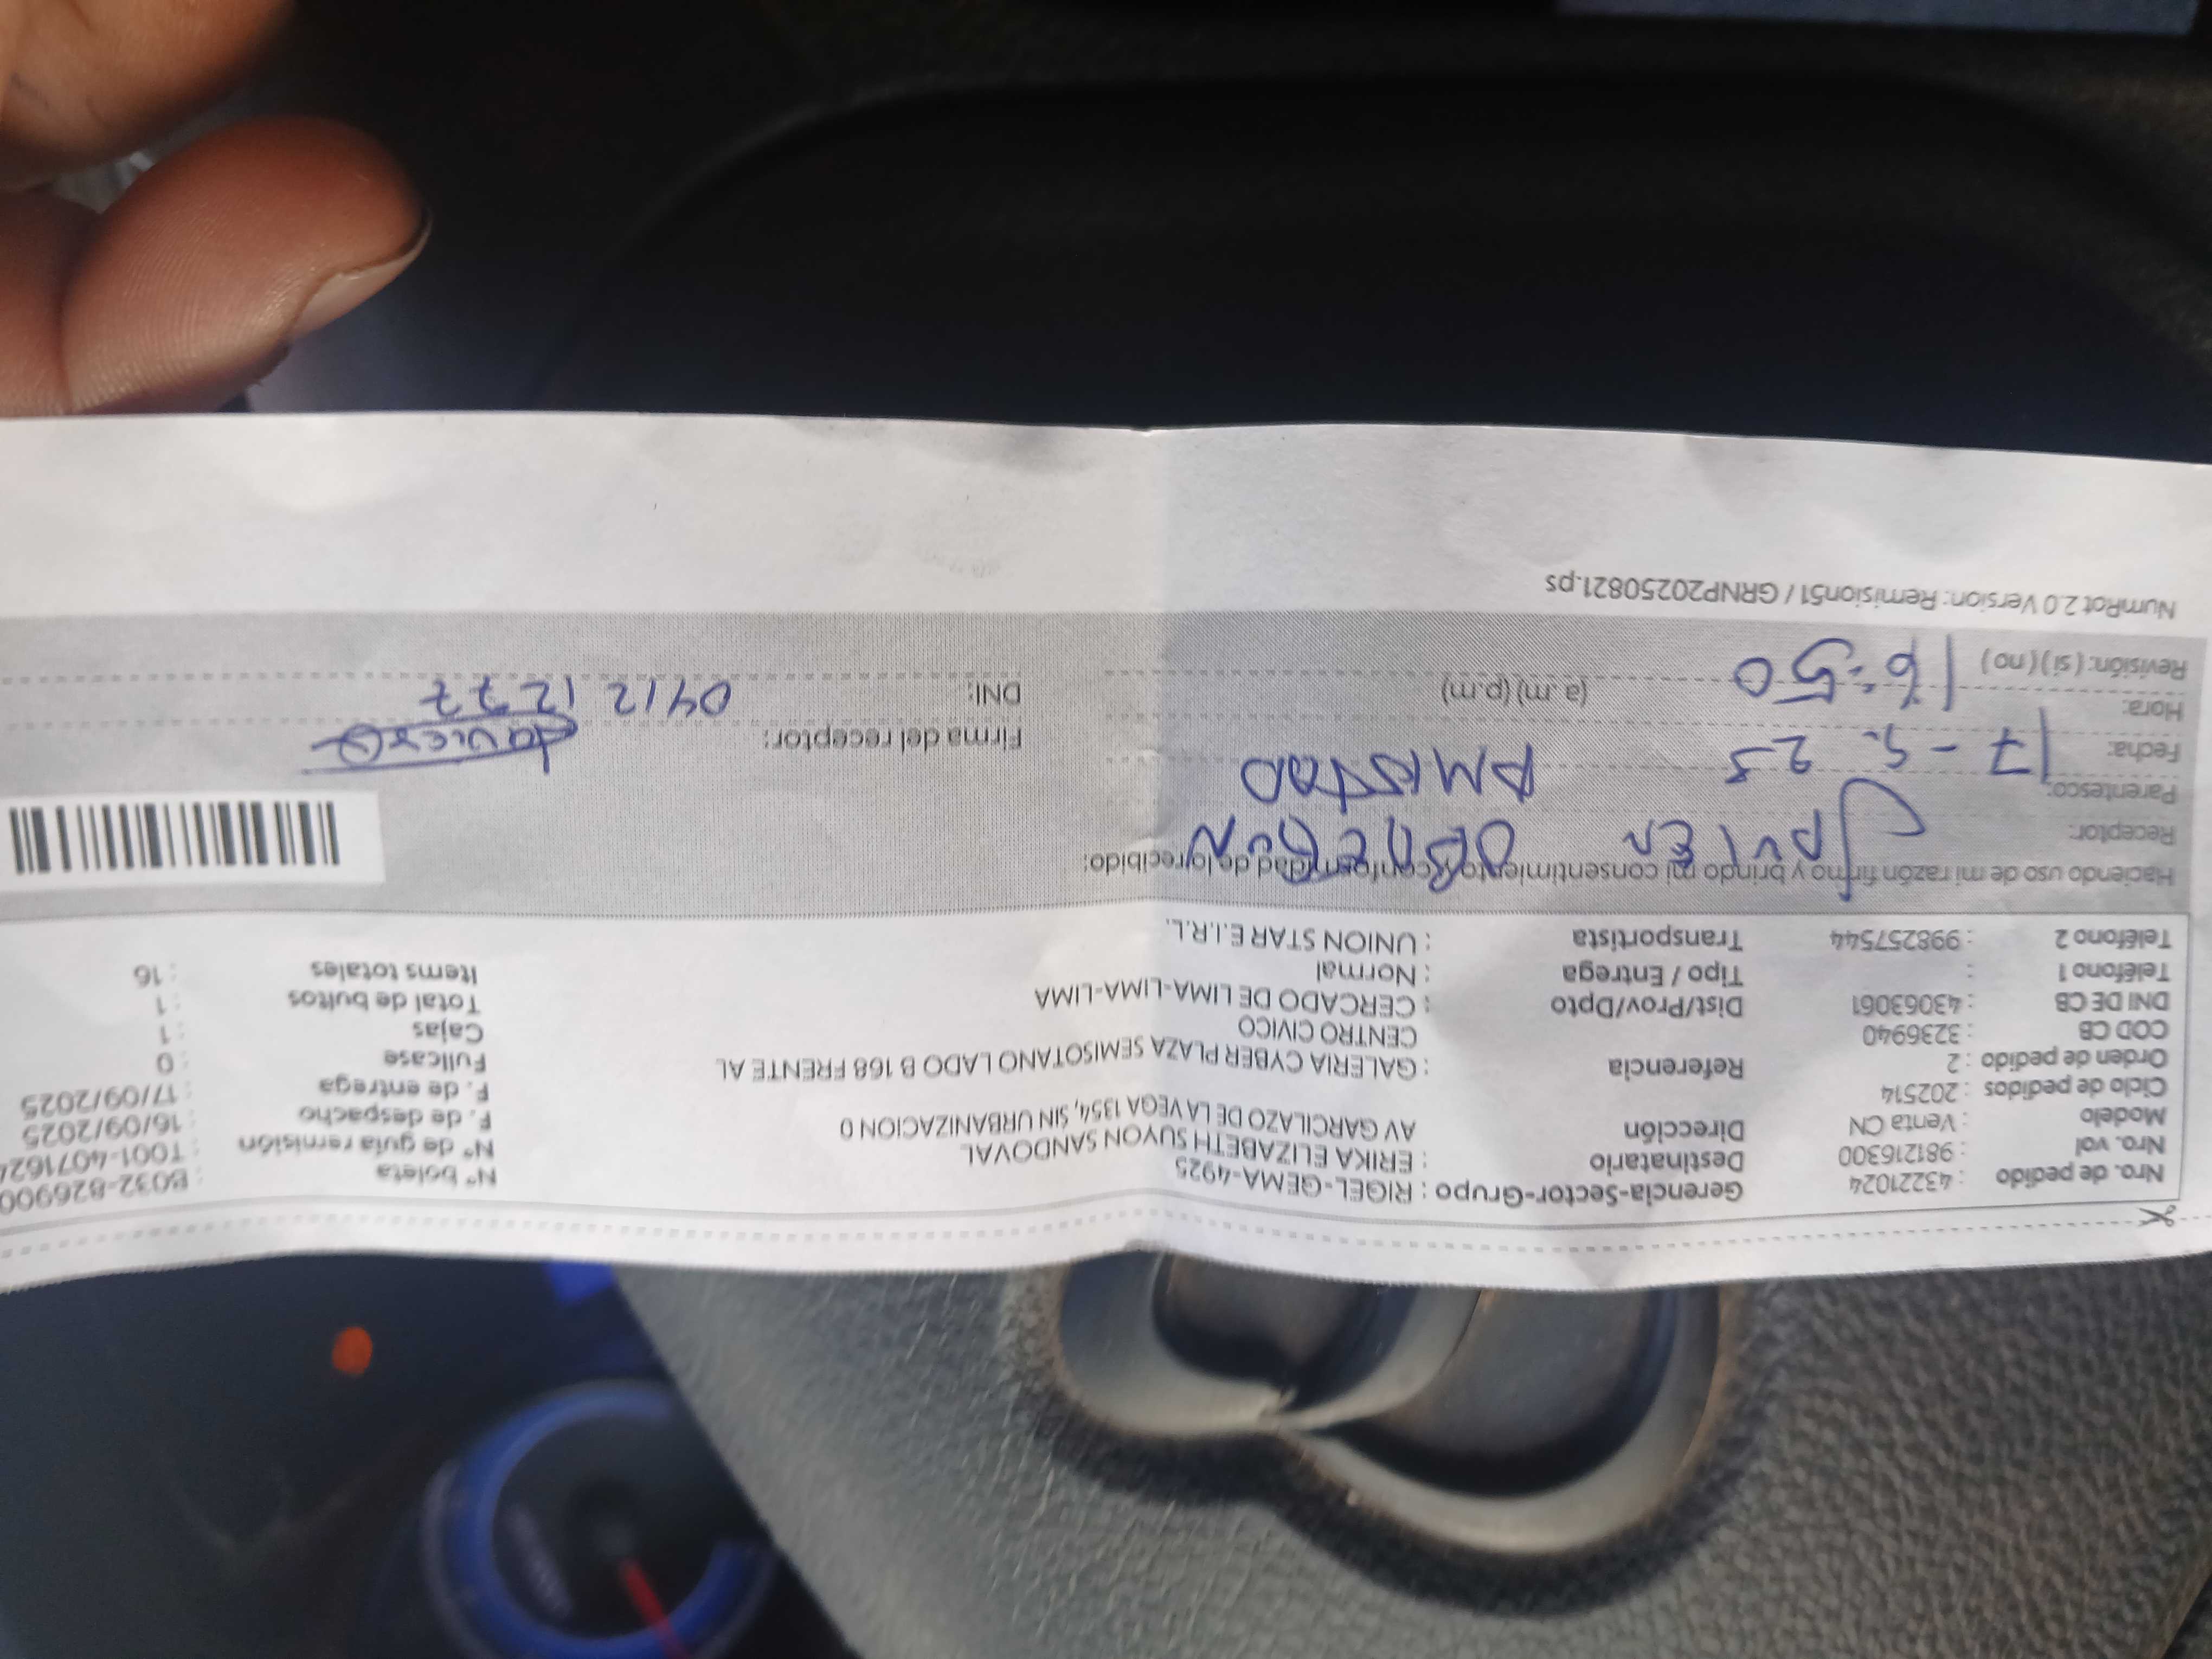 Nro. de pedido : 43221024 Gerencia-Sector-Grupo : RIGEL-GEMA-4925 N° boleta : B032-826900
Nro. val : 981216300 Destinatario : ERIKA ELIZABETH SUYON SANDOVAL N° de guía remisión : T001-4071624
Modelo : Venta CN Dirección AV GARCILAZO DE LA VEGA 1354, SIN URBANIZACION 0 F. de despacho : 16/09/2025
Ciclo de pedidos : 202514 F. de entrega : 17/09/2025
Orden de pedido : 2 Referencia : GALERIA CYBER PLAZA SEMISOTANO LADO B 168 FRENTE AL Fullcase : 0
COD CB : 3236940 CENTRO CIVICO Cajas : 1
DNI DE CB : 43063061 Dist/Prov/Dpto : CERCADO DE LIMA-LIMA-LIMA Total de bultos : 1
Teléfono 1 : Tipo / Entrega : Normal Items totales : 16
Teléfono 2 : 998257544 Transportista : UNION STAR E.I.R.L.
Haciendo uso de mi razón firmo y brindo mi consentimiento y conformidad de lo recibido:
Receptor: JAVIER
Parentesco: AMISTAD
Fecha: 17-9-25 Firma del receptor:
Hora: 16:50 (a.m) (p.m) DNI: 04121277
Revisión: (si) (no)
NumRot 2.0 Version: Remision51 / GRNP20250821.ps